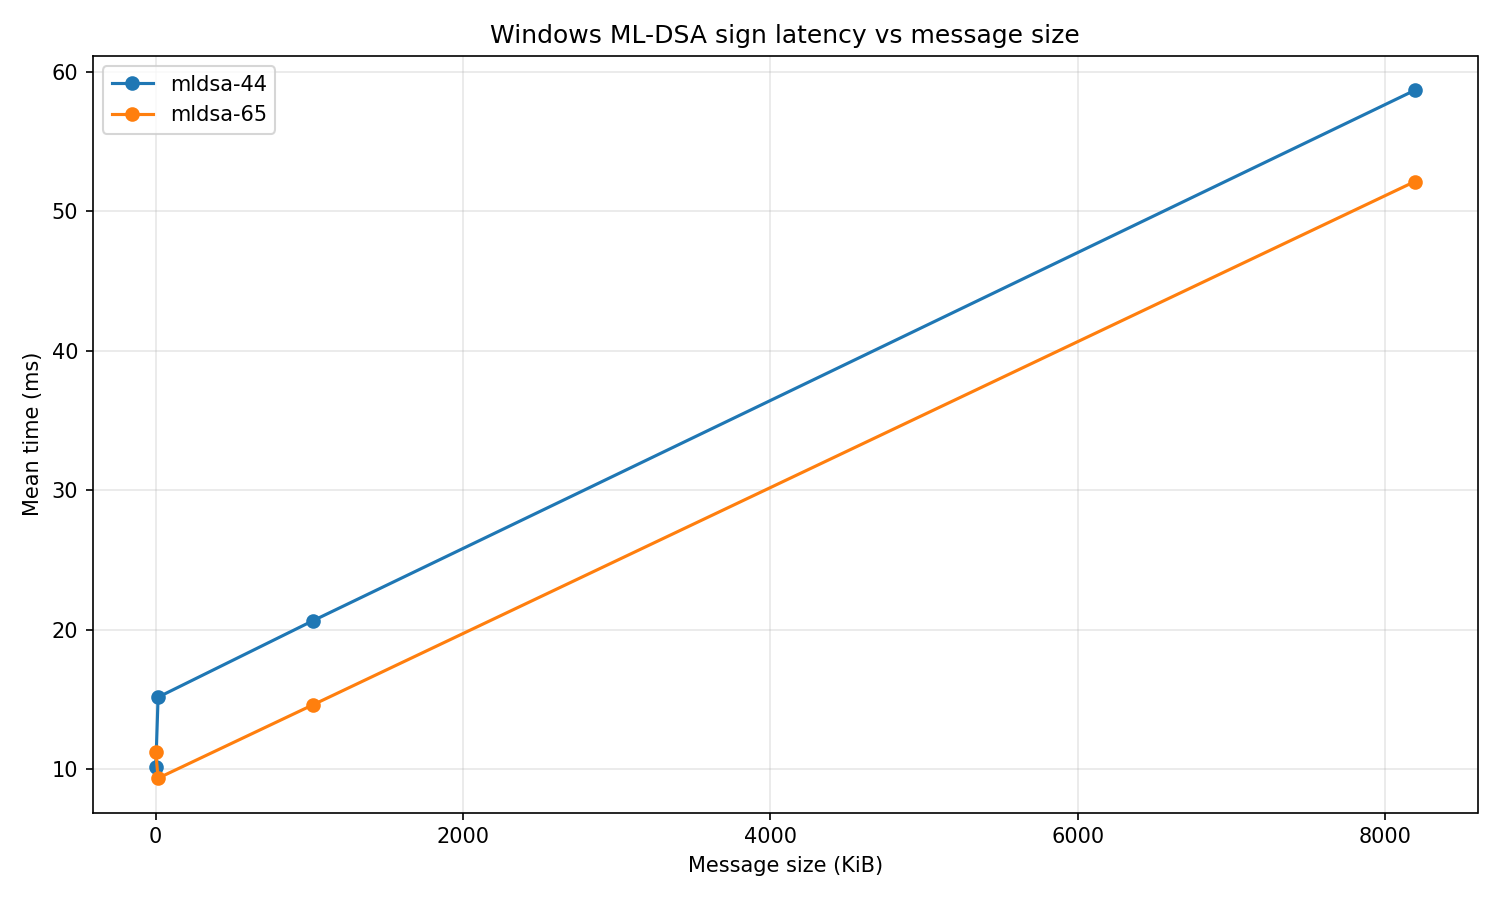 Windows ML-DSA sign latency vs message size
mldsa-44
mldsa-65
60
50
40
30
20
10
Mean time (ms)
0 2000 4000 6000 8000
Message size (KiB)